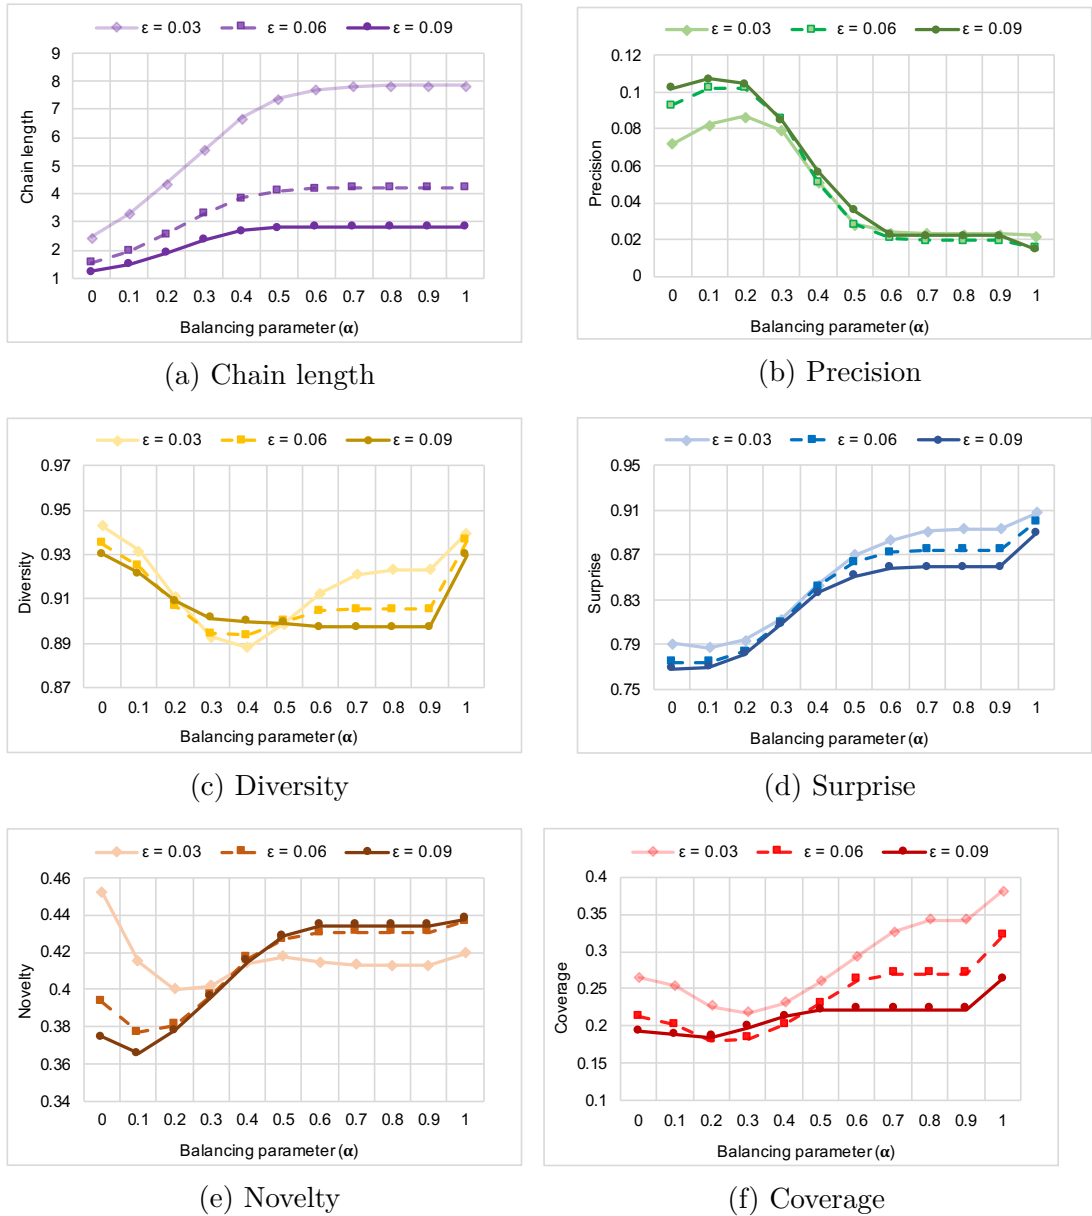 ε = 0.03 ε = 0.06 ε = 0.09
Chain length
9
8
7
6
5
4
3
2
1
0 0.1 0.2 0.3 0.4 0.5 0.6 0.7 0.8 0.9 1
Balancing parameter (α)
(a) Chain length
ε = 0.03 ε = 0.06 ε = 0.09
Precision
0.12
0.1
0.08
0.06
0.04
0.02
0
0 0.1 0.2 0.3 0.4 0.5 0.6 0.7 0.8 0.9 1
Balancing parameter (α)
(b) Precision
ε = 0.03 ε = 0.06 ε = 0.09
Diversity
0.97
0.95
0.93
0.91
0.89
0.87
0 0.1 0.2 0.3 0.4 0.5 0.6 0.7 0.8 0.9 1
Balancing parameter (α)
(c) Diversity
ε = 0.03 ε = 0.06 ε = 0.09
Surprise
0.95
0.91
0.87
0.83
0.79
0.75
0 0.1 0.2 0.3 0.4 0.5 0.6 0.7 0.8 0.9 1
Balancing parameter (α)
(d) Surprise
ε = 0.03 ε = 0.06 ε = 0.09
Novelty
0.46
0.44
0.42
0.4
0.38
0.36
0.34
0 0.1 0.2 0.3 0.4 0.5 0.6 0.7 0.8 0.9 1
Balancing parameter (α)
(e) Novelty
ε = 0.03 ε = 0.06 ε = 0.09
Coverage
0.4
0.35
0.3
0.25
0.2
0.15
0.1
0 0.1 0.2 0.3 0.4 0.5 0.6 0.7 0.8 0.9 1
Balancing parameter (α)
(f) Coverage